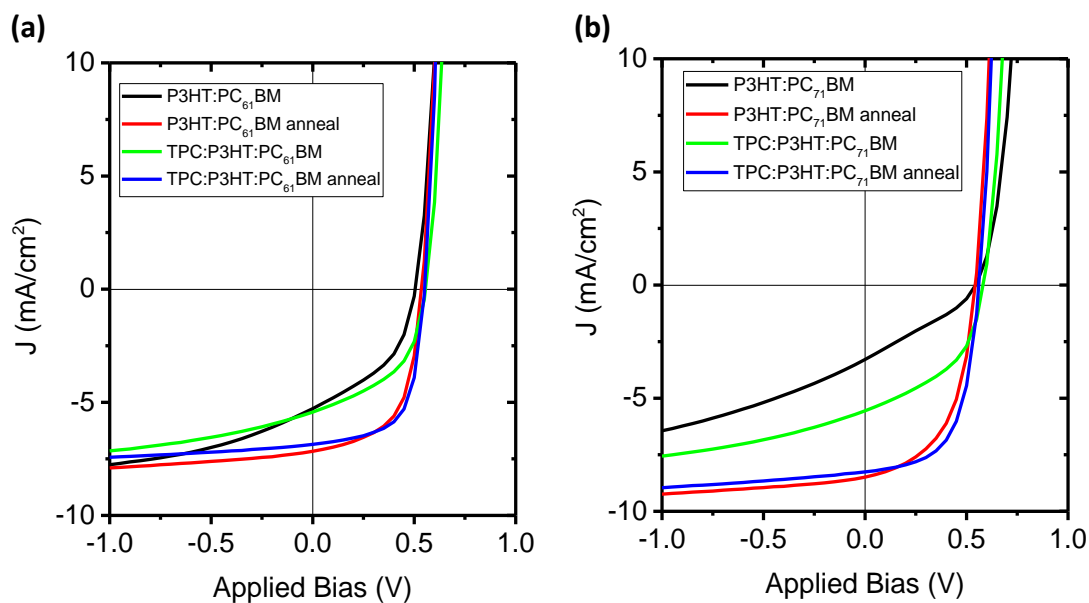 (a)
10
5
0
-5
-10
J (mA/cm²)
P3HT:PC₆₁BM
P3HT:PC₆₁BM anneal
TPC:P3HT:PC₆₁BM
TPC:P3HT:PC₆₁BM anneal
-1.0 -0.5 0.0 0.5 1.0
Applied Bias (V)
(b)
10
5
0
-5
-10
J (mA/cm²)
P3HT:PC₇₁BM
P3HT:PC₇₁BM anneal
TPC:P3HT:PC₇₁BM
TPC:P3HT:PC₇₁BM anneal
-1.0 -0.5 0.0 0.5 1.0
Applied Bias (V)